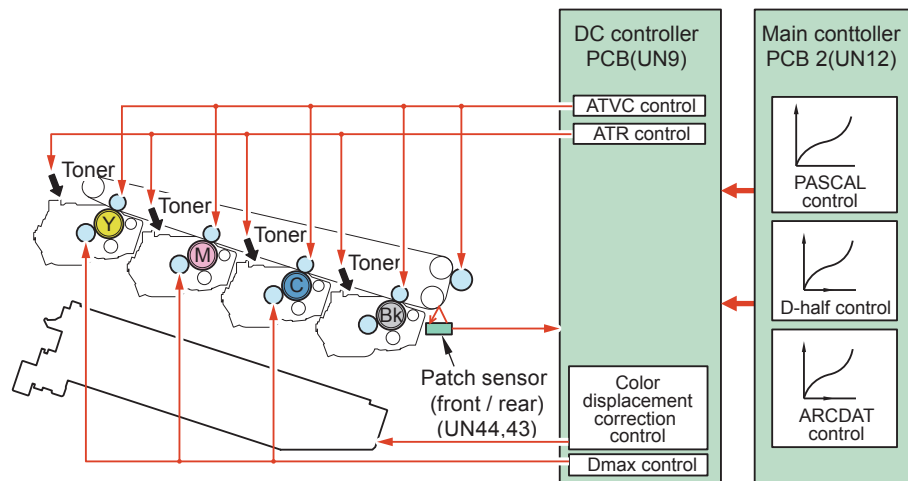 DC controller
PCB(UN9)
ATVC control
ATR control
Color
displacement
correction
control
Dmax control
Main conttoller
PCB 2(UN12)
PASCAL
control
D-half control
ARCDAT
control
Toner
Toner
Toner
Toner
Y
M
C
Bk
Patch sensor
(front / rear)
(UN44,43)